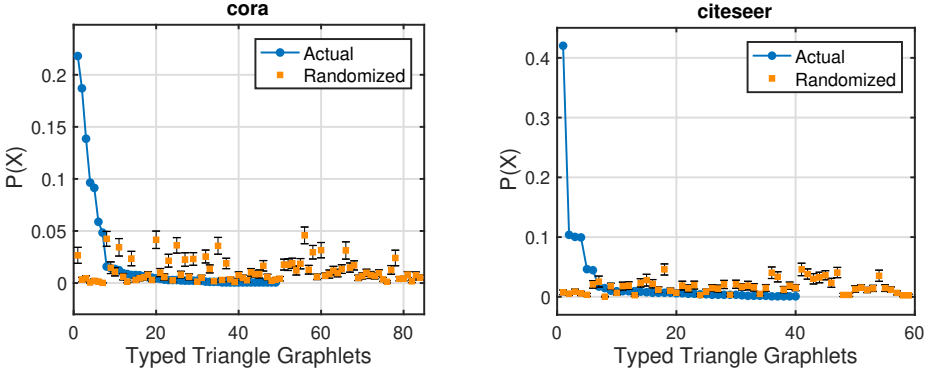 cora
Actual
Randomized
P(X)
0.2
0.15
0.1
0.05
0
0 20 40 60 80
Typed Triangle Graphlets
citeseer
Actual
Randomized
P(X)
0.4
0.3
0.2
0.1
0
0 20 40 60
Typed Triangle Graphlets